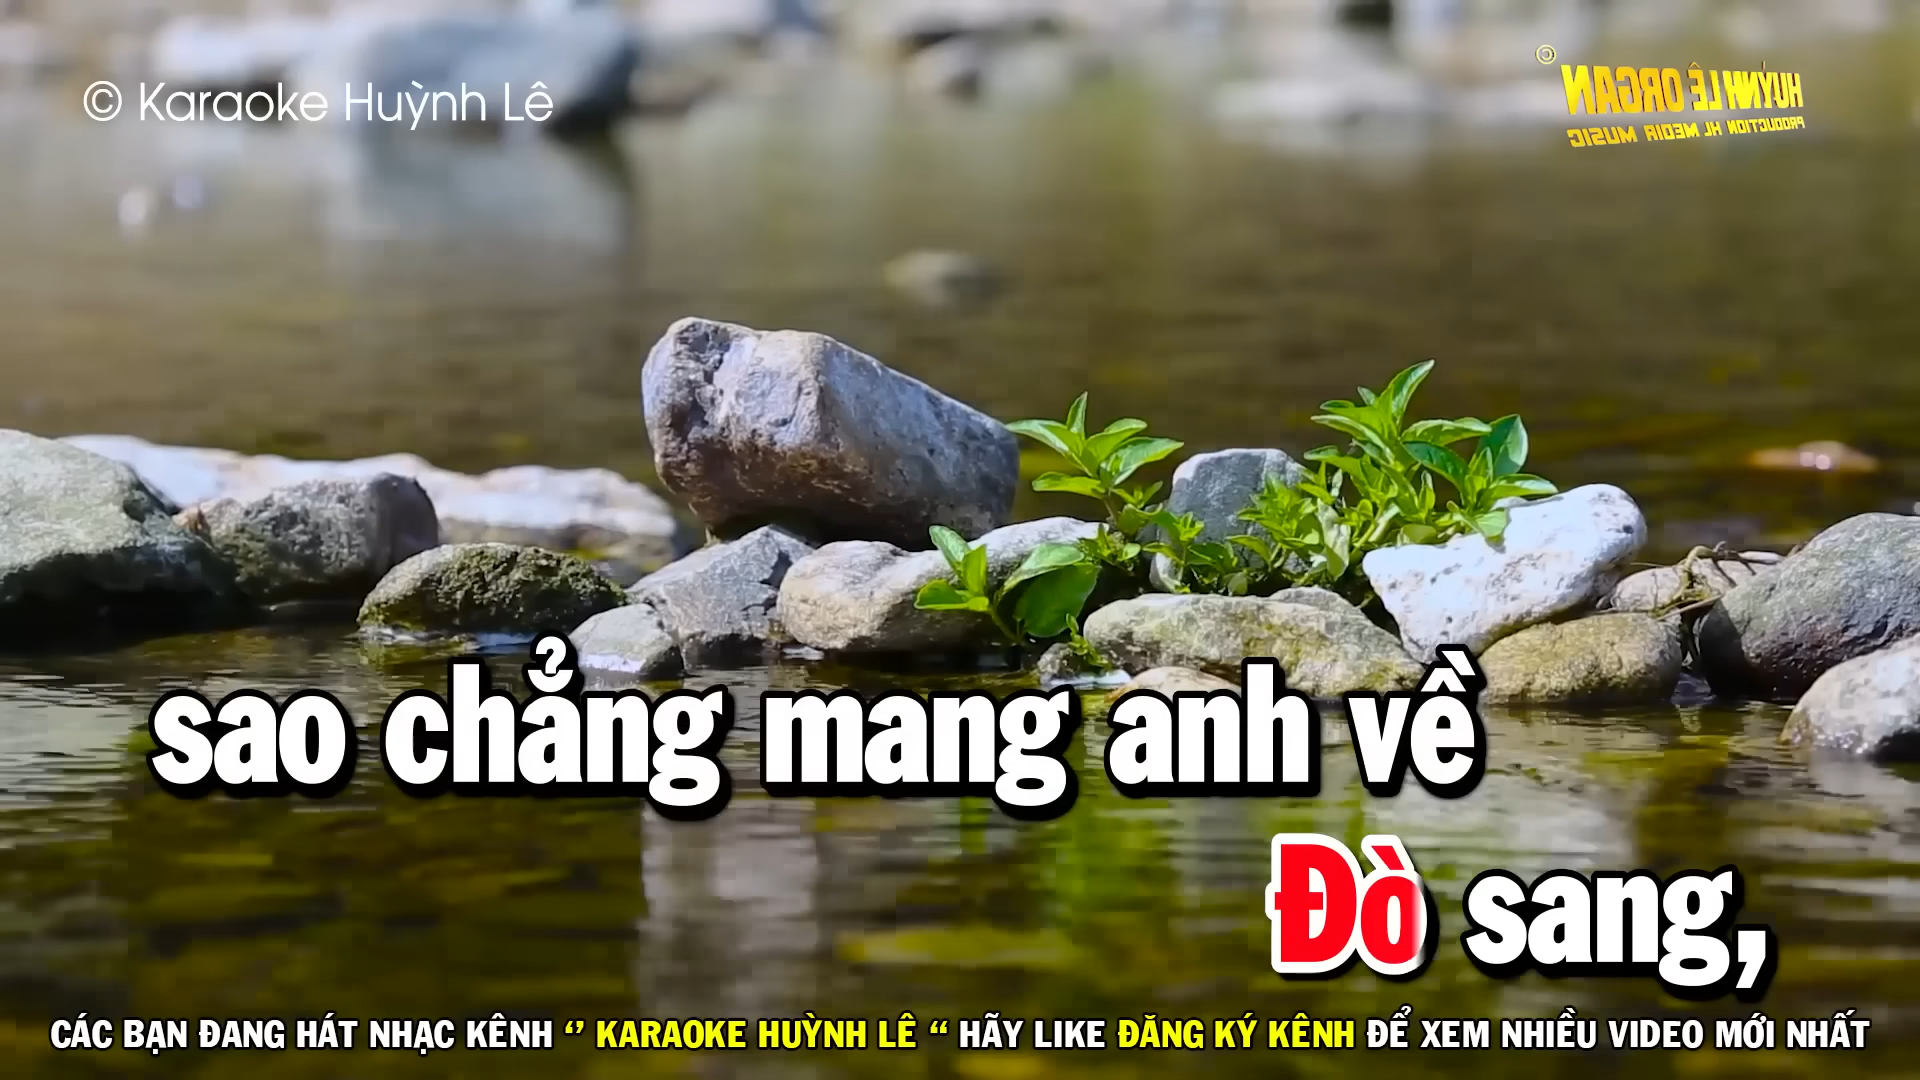 © Karaoke Huỳnh Lê
©
HUỲNH LÊ ORGAN
PRODUCTION HL MEDIA MUSIC
sao chẳng mang anh về
Đò sang,
CÁC BẠN ĐANG HÁT NHẠC KÊNH ‘’ KARAOKE HUỲNH LÊ “ HÃY LIKE ĐĂNG KÝ KÊNH ĐỂ XEM NHIỀU VIDEO MỚI NHẤT